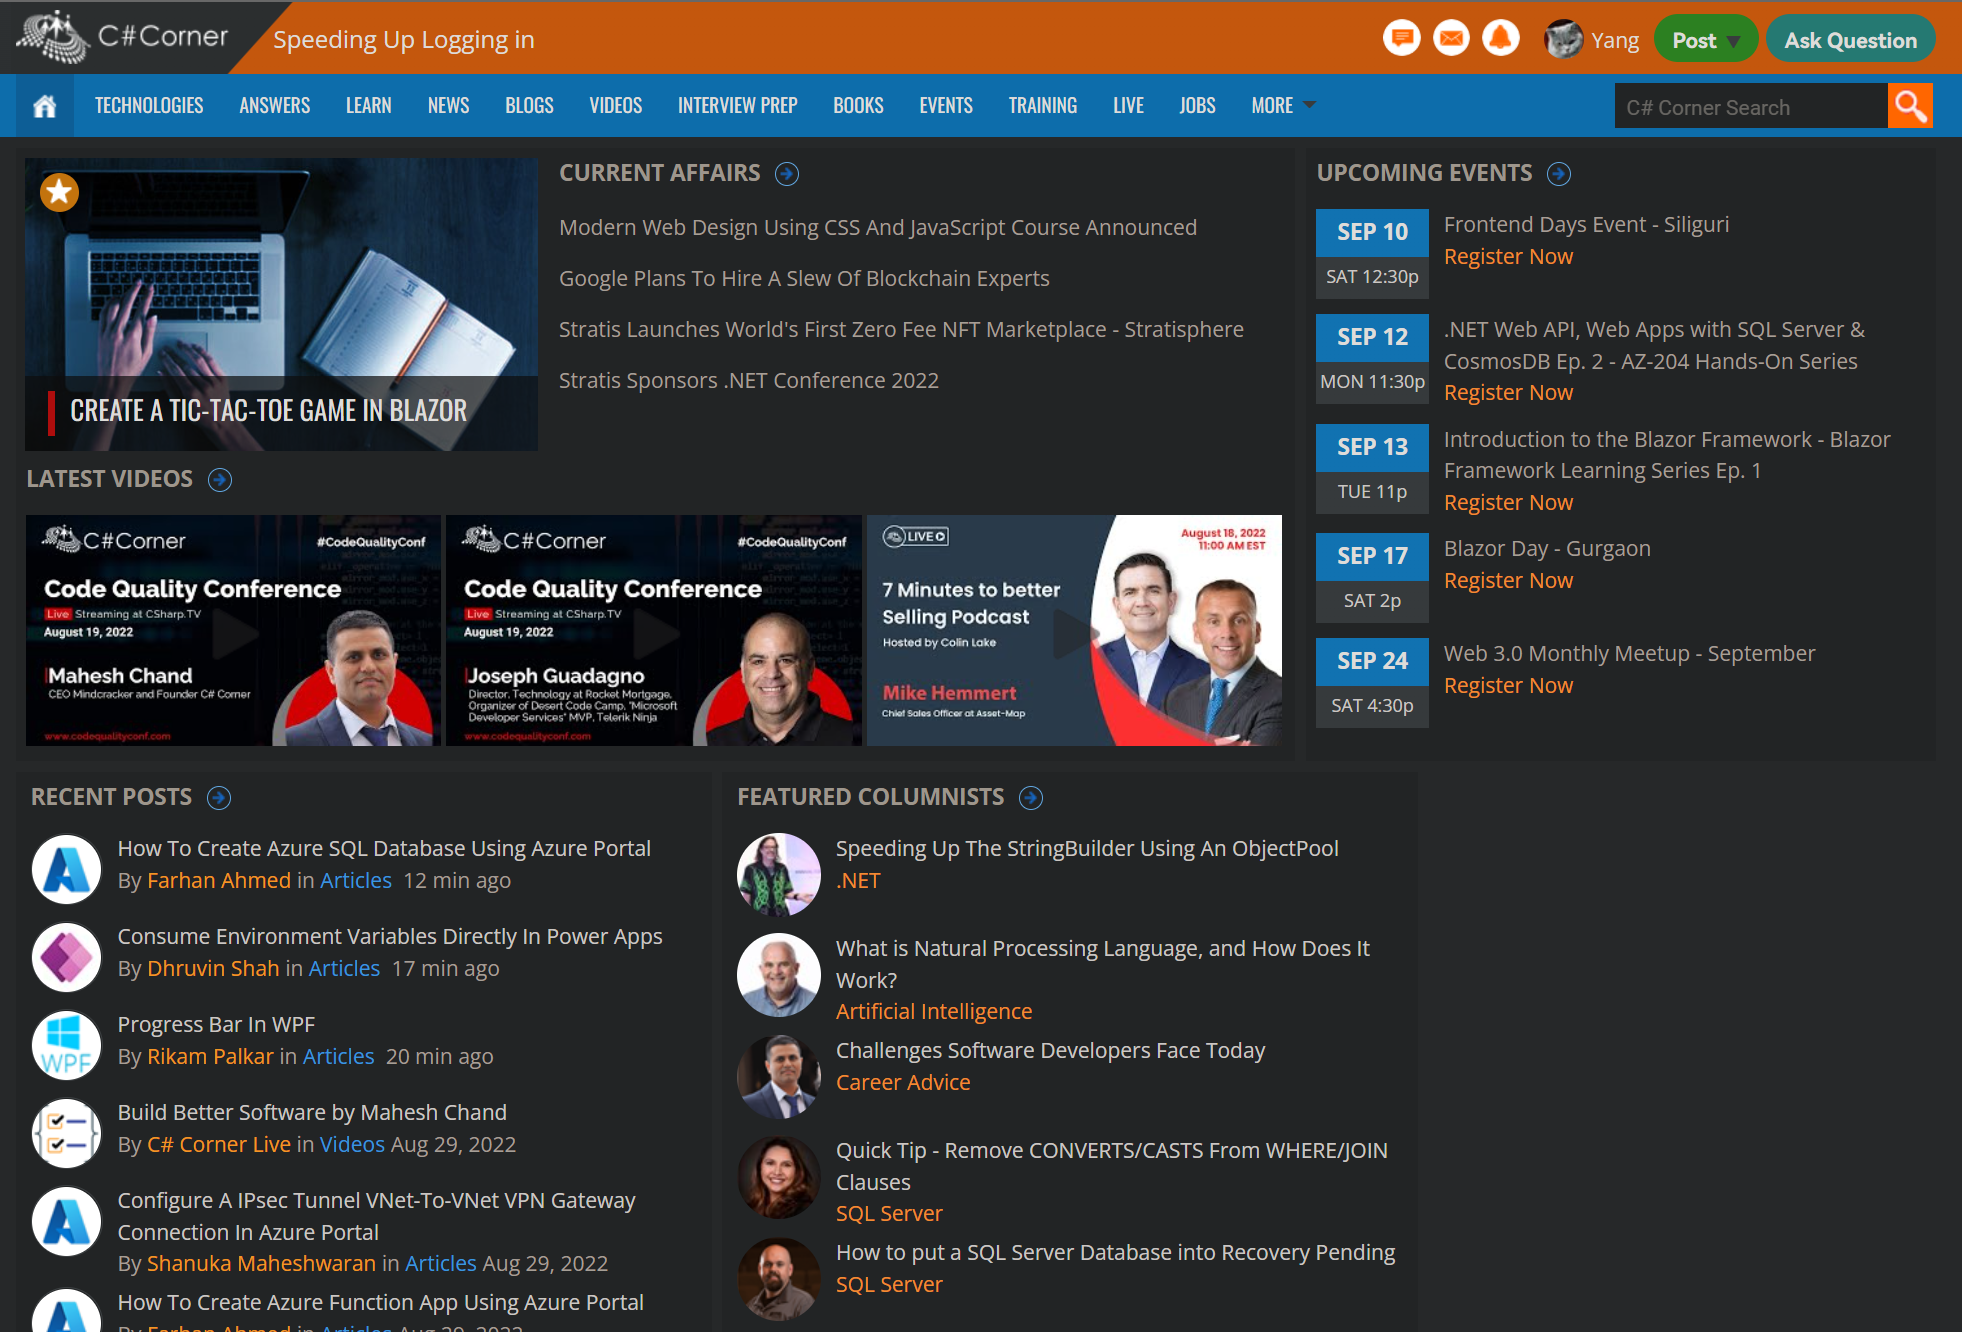 C#Corner
Speeding Up Logging in
Yang
Post
Ask Question
TECHNOLOGIES
ANSWERS
LEARN
NEWS
BLOGS
VIDEOS
INTERVIEW PREP
BOOKS
EVENTS
TRAINING
LIVE
JOBS
MORE
C# Corner Search
CREATE A TIC-TAC-TOE GAME IN BLAZOR
CURRENT AFFAIRS
Modern Web Design Using CSS And JavaScript Course Announced
Google Plans To Hire A Slew Of Blockchain Experts
Stratis Launches World's First Zero Fee NFT Marketplace - Stratisphere
Stratis Sponsors .NET Conference 2022
UPCOMING EVENTS
SEP 10
SAT 12:30p
Frontend Days Event - Siliguri
Register Now
SEP 12
MON 11:30p
.NET Web API, Web Apps with SQL Server &
CosmosDB Ep. 2 - AZ-204 Hands-On Series
Register Now
SEP 13
TUE 11p
Introduction to the Blazor Framework - Blazor
Framework Learning Series Ep. 1
Register Now
SEP 17
SAT 2p
Blazor Day - Gurgaon
Register Now
SEP 24
SAT 4:30p
Web 3.0 Monthly Meetup - September
Register Now
LATEST VIDEOS
C#Corner
#CodeQualityConf
Code Quality Conference
Live Streaming at CSharp.TV
August 19, 2022
Mahesh Chand
CEO Mindcracker and Founder C# Corner
www.codequalityconf.com
C#Corner
#CodeQualityConf
Code Quality Conference
Live Streaming at CSharp.TV
August 19, 2022
Joseph Guadagno
Director, Technology at Rocket Mortgage,
Organizer of Desert Code Camp, "Microsoft
Developer Services" MVP, Telerik Ninja
www.codequalityconf.com
LIVE
August 18, 2022
11:00 AM EST
7 Minutes to better
Selling Podcast
Hosted by Colin Lake
Mike Hemmert
Chief Sales Officer at Asset-Map
RECENT POSTS
How To Create Azure SQL Database Using Azure Portal
By Farhan Ahmed in Articles 12 min ago
Consume Environment Variables Directly In Power Apps
By Dhruvin Shah in Articles 17 min ago
WPF
Progress Bar In WPF
By Rikam Palkar in Articles 20 min ago
Build Better Software by Mahesh Chand
By C# Corner Live in Videos Aug 29, 2022
Configure A IPsec Tunnel VNet-To-VNet VPN Gateway
Connection In Azure Portal
By Shanuka Maheshwaran in Articles Aug 29, 2022
How To Create Azure Function App Using Azure Portal
By Farhan Ahmed in Articles Aug 29, 2022
FEATURED COLUMNISTS
Speeding Up The StringBuilder Using An ObjectPool
.NET
What is Natural Processing Language, and How Does It
Work?
Artificial Intelligence
Challenges Software Developers Face Today
Career Advice
Quick Tip - Remove CONVERTS/CASTS From WHERE/JOIN
Clauses
SQL Server
How to put a SQL Server Database into Recovery Pending
SQL Server